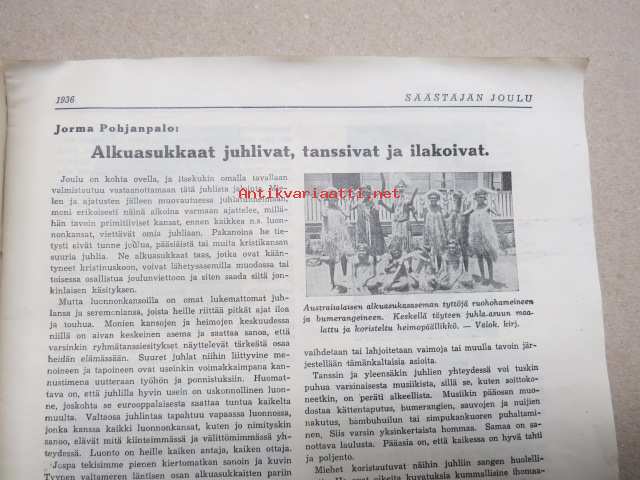 1936
SÄÄSTÄJÄN JOULU
Jorma Pohjanpalo:
Alkuasukkaat juhlivat, tanssivat ja ilakoivat.
Antikvariaatti.net
Joulu on kohta ovella, ja itsekukin omalla tavallaan
valmistautuu vastaanottamaan tätä juhlista
len ja ajatusten jälleen muovautuessa juhlatunnelmaan,
moni erikoisesti näinä aikoina varmaan ajattelee, millä-
hän tavoin primitiiviset kansat, ennen kaikkea n.s. luon-
nonkansat, viettävät omia juhliaan. Pakanoina he tie-
tysti eivät tunne joulua, pääsiäistä tai muita kristikansan
suuria juhlia. Ne alkuasukkaat taas, jotka ovat kään-
tyneet kristinuskoon, voivat lähetysasemilla muodossa tai
toisessa osallistua joulunviettoon ja siten saada siitä jon-
kinlaisen käsityksen.
Mutta luonnonkansoilla on omat lukemattomat juh-
lansa ja seremoniansa, joista heille riittää pitkät ajat iloa
ja touhua. Monien kansojen ja heimojen keskuudessa
niillä on aivan keskeinen asema ja saattaa sanoa, että
varsinkin ryhmätanssiesitykset näyttelevät tärkeätä osaa
heidän elämässään. Suuret juhlat niihin liittyvine me-
noineen ja tapoineen ovat useinkin voimakkaimpana kan-
nustimena uutteraan työhön ja ponnistuksiin. Huomat-
tava on, että juhlilla hyvin usein on uskonnollinen luon-
ne, joskohta se eurooppalaisesta saattaa tuntua kaikelta
muulta. Valtaosa juhlintaa tapahtuu vapaassa luonnossa,
jonka kanssa kaikki luonnonkansat, kuten jo nimityskin
sanoo, elävät mitä kiinteimmässä ja välittömimmässä yh-
teydessä. Luonto on heille kaiken antaja, kaiken ottaja.
Jospa tekisimme pienen kiertomatkan sanoin ja kuvin
Tyynen valtameren läntisen osan alkuasukkaitten pariin
Australialaisen alkuasukasaseman tyttöjä ruohohameineen
ja bumerangeineen. Keskellä täyteen juhla-asuun maa-
lattu ja koristeltu heimopäällikkö. — Valok. kirj.
vaihdetaan tai lahjoitetaan vaimoja tai muulla tavoin jär-
jestellään tämänkaltaisia asioita.
Tanssin ja yleensäkin juhlien yhteydessä voi tuskin
puhua varsinaisesta musiikista, sillä se, kuten soittoko-
neetkin, on peräti alkeellista. Musiikin pääosan muo-
dostaa kättentaputus, bumerangien, sauvojen ja nuijien
nakutus, bambuhuilun tai simpukankuoren puhaltami-
nen. Siis varsin yksinkertaista hommaa. Samaa on sa-
nottava laulusta. Pääasia on, että kaikessa on hyvä tahti
ja poljento.
Miehet koristautuvat näihin juhliin sangen huolelli-